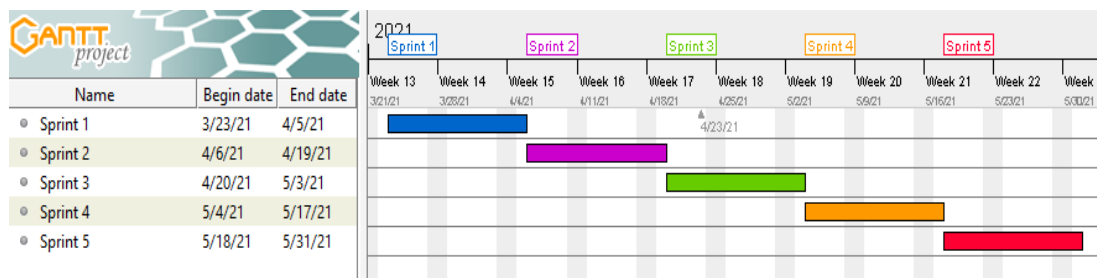 GANTT
project
2021
Sprint 1 Sprint 2 Sprint 3 Sprint 4 Sprint 5
Week 13 Week 14 Week 15 Week 16 Week 17 Week 18 Week 19 Week 20 Week 21 Week 22 Week
3/21/21 3/28/21 4/4/21 4/11/21 4/18/21 4/25/21 5/2/21 5/9/21 5/16/21 5/23/21 5/30/21
Name Begin date End date
Sprint 1 3/23/21 4/5/21
4/23/21
Sprint 2 4/6/21 4/19/21
Sprint 3 4/20/21 5/3/21
Sprint 4 5/4/21 5/17/21
Sprint 5 5/18/21 5/31/21